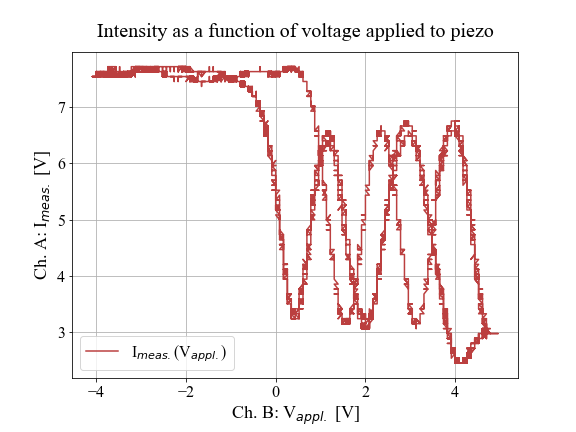 Intensity as a function of voltage applied to piezo
Ch. A: I_meas. [V]
7
6
5
4
3
I_meas.(V_appl.)
−4 −2 0 2 4
Ch. B: V_appl. [V]